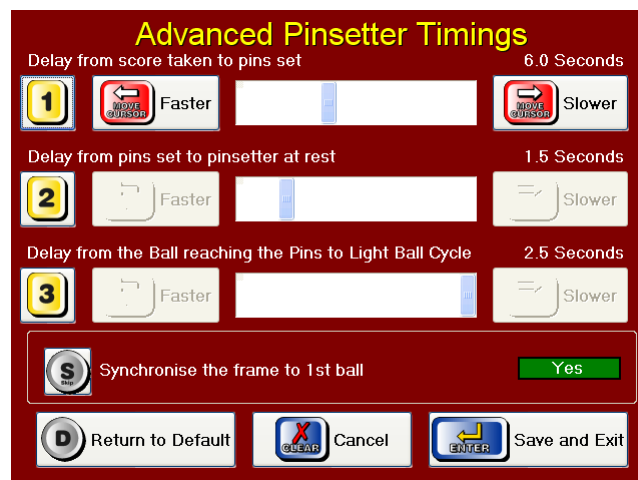 Advanced Pinsetter Timings
Delay from score taken to pins set 6.0 Seconds
1 MOVE CURSOR Faster MOVE CURSOR Slower
Delay from pins set to pinsetter at rest 1.5 Seconds
2 Faster Slower
Delay from the Ball reaching the Pins to Light Ball Cycle 2.5 Seconds
3 Faster Slower
S Skip Synchronise the frame to 1st ball Yes
D Return to Default CLEAR Cancel ENTER Save and Exit